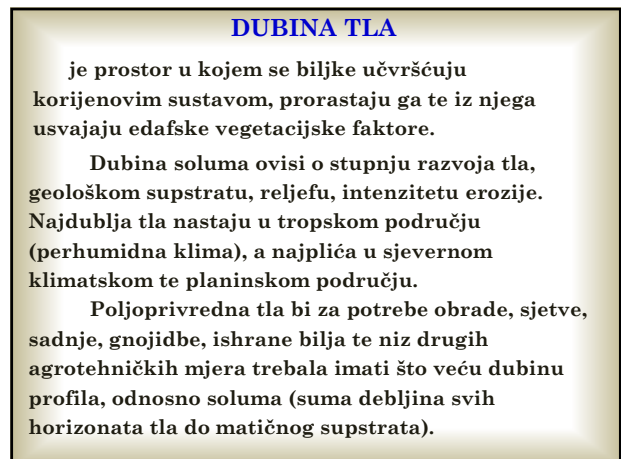 DUBINA TLA
je prostor u kojem se biljke učvršćuju
korijenovim sustavom, prorastaju ga te iz njega
usvajaju edafske vegetacijske faktore.
Dubina soluma ovisi o stupnju razvoja tla,
geološkom supstratu, reljefu, intenzitetu erozije.
Najdublja tla nastaju u tropskom području
(perhumidna klima), a najplića u sjevernom
klimatskom te planinskom području.
Poljoprivredna tla bi za potrebe obrade, sjetve,
sadnje, gnojidbe, ishrane bilja te niz drugih
agrotehničkih mjera trebala imati što veću dubinu
profila, odnosno soluma (suma debljina svih
horizonata tla do matičnog supstrata).